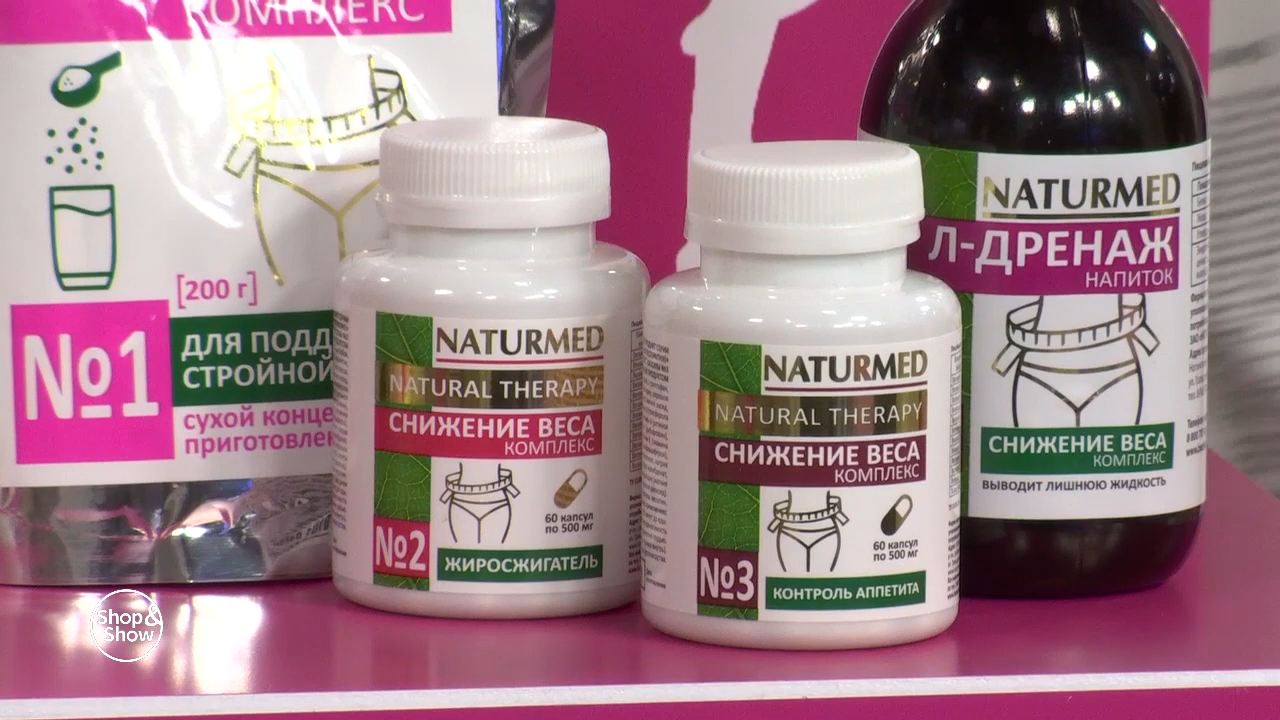 КОМПЛЕКС
[200 г]
№1
ДЛЯ ПОДД
СТРОЙНОЙ
сухой конце
приготовлен
NATURMED
NATURAL THERAPY
СНИЖЕНИЕ ВЕСА
КОМПЛЕКС
60 капсул
по 500 мг
№2
ЖИРОСЖИГАТЕЛЬ
NATURMED
NATURAL THERAPY
СНИЖЕНИЕ ВЕСА
КОМПЛЕКС
60 капсул
по 500 мг
№3
КОНТРОЛЬ АППЕТИТА
NATURMED
Л-ДРЕНАЖ
НАПИТОК
СНИЖЕНИЕ ВЕСА
КОМПЛЕКС
ВЫВОДИТ ЛИШНЮЮ ЖИДКОСТЬ
Shop&
Show